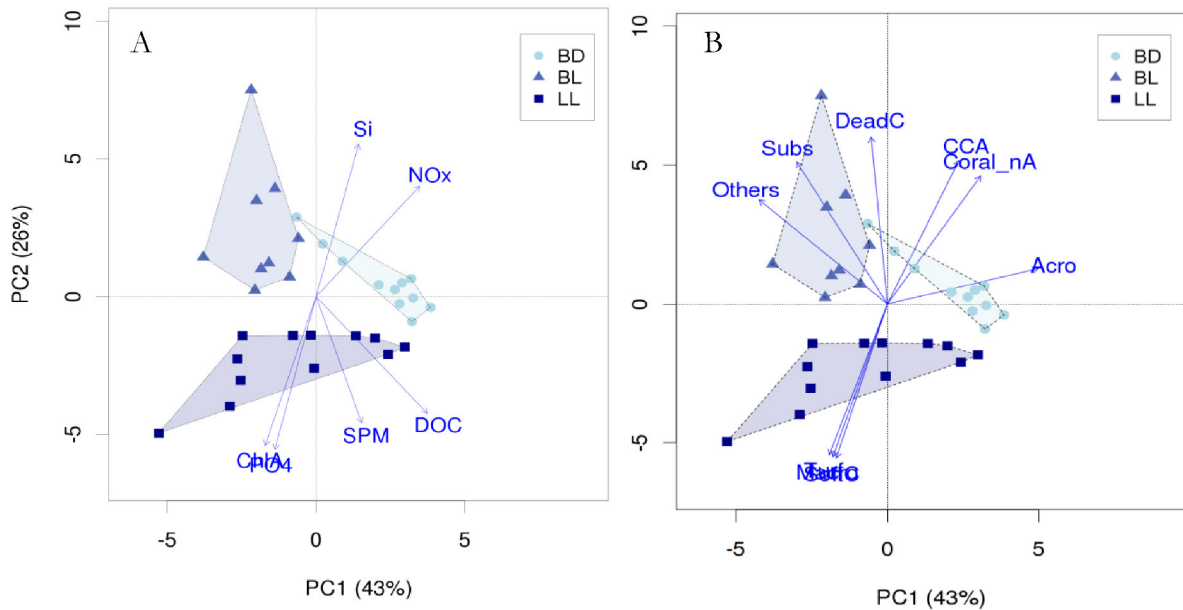 A
BD
BL
LL
Si
NOx
DOC
SPM
ChlA
PO4
10
5
0
-5
PC2 (26%)
-5
0
5
PC1 (43%)
B
BD
BL
LL
DeadC
Subs
Others
CCA
Coral_nA
Acro
10
5
0
-5
-5
0
5
PC1 (43%)